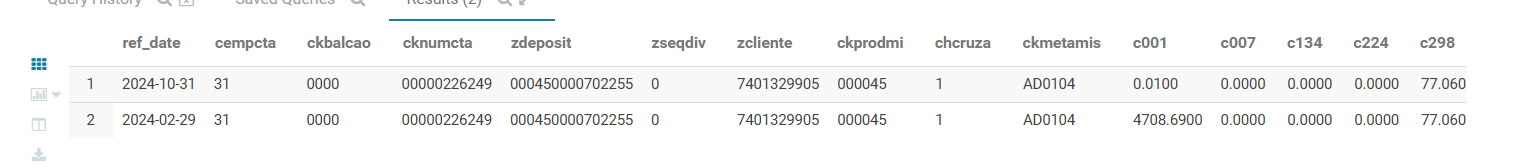 Query History Saved Queries Results (2)
ref_date cempcta ckbalcao cknumcta zdeposit zseqdiv zcliente ckprodmi chcruza ckmetamis c001 c007 c134 c224 c298
1 2024-10-31 31 0000 00000226249 000450000702255 0 7401329905 000045 1 AD0104 0.0100 0.0000 0.0000 0.0000 77.060
2 2024-02-29 31 0000 00000226249 000450000702255 0 7401329905 000045 1 AD0104 4708.6900 0.0000 0.0000 0.0000 77.060